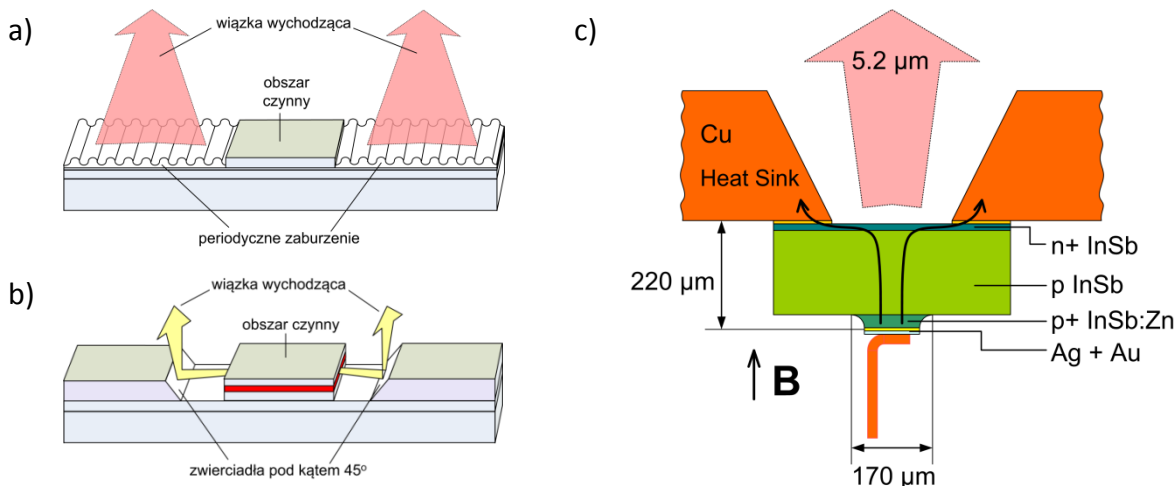 a)
wiązka wychodząca
obszar
czynny
periodyczne zaburzenie
b)
wiązka wychodząca
obszar czynny
zwierciadła pod kątem 45º
c)
5.2 µm
Cu
Heat Sink
n+ InSb
220 µm
p InSb
p+ InSb:Zn
Ag + Au
B
170 µm